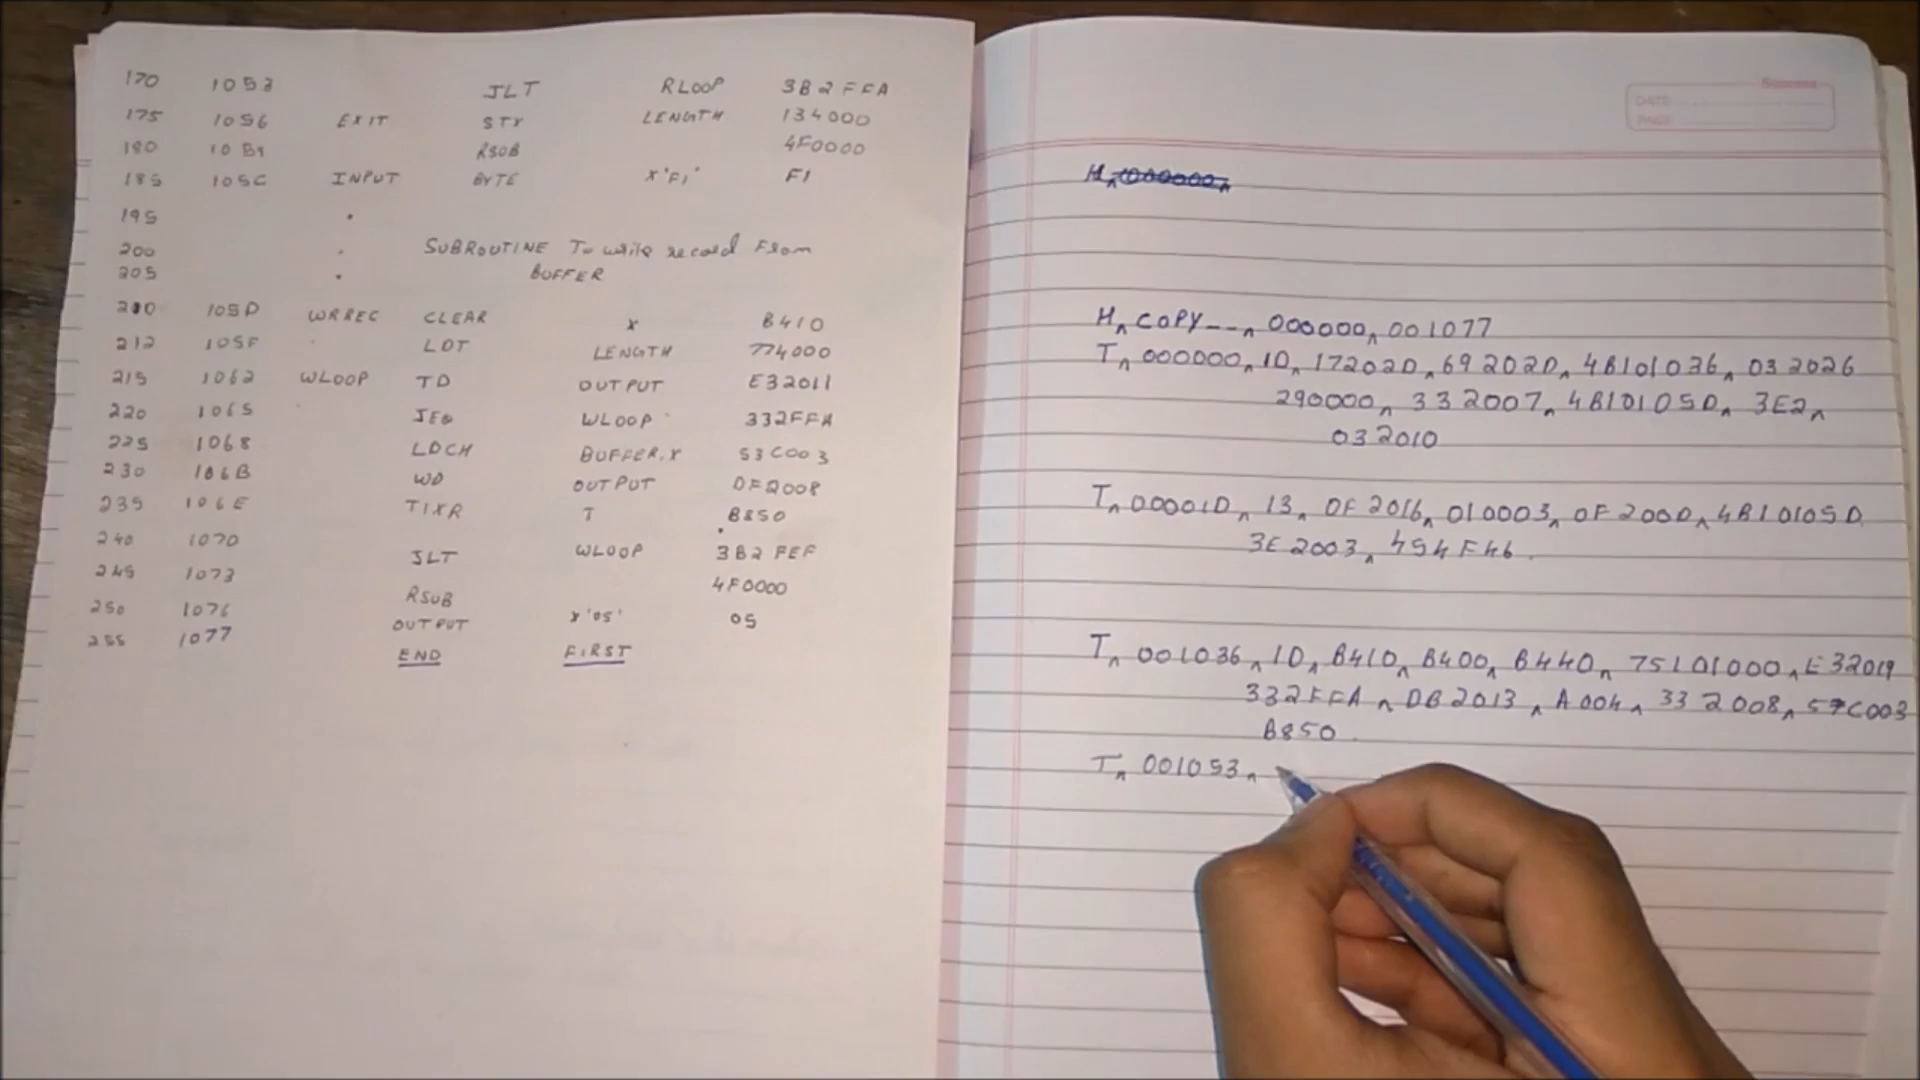 170 1053 JLT RLOOP 3B2FFA
175 1056 EXIT STX LENGTH 134000
180 10B9 RSUB 4F0000
185 105C INPUT BYTE X'F1' F1
195 .
200 . SUBROUTINE To write record From
205 . BUFFER
210 105D WRREC CLEAR X B410
212 105F LDT LENGTH 774000
215 1062 WLOOP TD OUTPUT E32011
220 1065 JEQ WLOOP 332FFA
225 1068 LDCH BUFFER,X 53C003
230 106B WD OUTPUT DF2008
235 106E TIXR T B850
240 1070 JLT WLOOP 3B2FEF
245 1073 RSUB 4F0000
250 1076 OUTPUT X'05' 05
255 1077 END FIRST
DATE
PAGE
H^000000^
H^COPY--^000000^001077
T^000000^1D^17202D^69202D^4B101036^032026
290000^332007^4B10105D^3E2^
032010
T^00001D^13^0F2016^010003^0F200D^4B10105D
3E2003^454F46.
T^001036^1D^B410^B400^B440^75101000^E32019
332FFA^DB2013^A004^332008^57C003
B850.
T^001053^